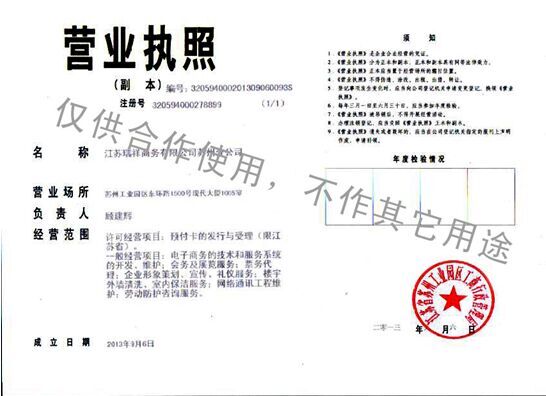 营业执照
(副 本) 编号: 320594000201309060093S
注册号 320594000278899 (1/1)
名 称 江苏瑞祥商务有限公司苏州分公司
营业场所 苏州工业园区东环路1500号现代大厦1005室
负责人 顾建辉
经营范围 许可经营项目:预付卡的发行与受理(限江
苏省)。
一般经营项目:电子商务的技术和服务系统
的开发、维护;会务及展览服务;票务代
理;企业形象策划、宣传、礼仪服务;楼宇
外墙清洗、室内保洁服务;网络通讯工程维
护;劳动防护咨询服务。
成立日期 2013年9月6日
须 知
1. 《营业执照》是企业合法经营的凭证。
2. 《营业执照》分为正本和副本,正本和副本具有同等法律效力。
3. 《营业执照》正本应当置于经营场所的醒目位置。
4. 《营业执照》不得伪造、涂改、出租、出借、转让。
5. 登记事项发生变化时,应当向公司登记机关申请变更登记,换领《营业
执照》。
6. 每年三月一日至六月三十日,应当参加年度检验。
7. 《营业执照》被吊销后,不得开展经营活动。
8. 办理注销登记,应当交回《营业执照》正本和副本。
9. 《营业执照》遗失或者毁坏的,应当在公司登记机关指定的报刊上声明
作废,申请补领。
年度检验情况
江苏省苏州工业园区工商行政管理局
二〇一三 年 月六 日
仅供合作使用,不作其它用途